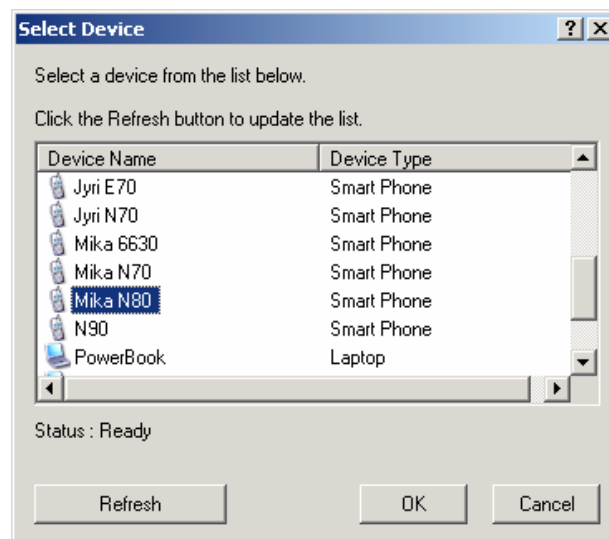 Select Device
Select a device from the list below.
Click the Refresh button to update the list.
Device Name Device Type
Jyri E70 Smart Phone
Jyri N70 Smart Phone
Mika 6630 Smart Phone
Mika N70 Smart Phone
Mika N80 Smart Phone
N90 Smart Phone
PowerBook Laptop
Status : Ready
Refresh OK Cancel